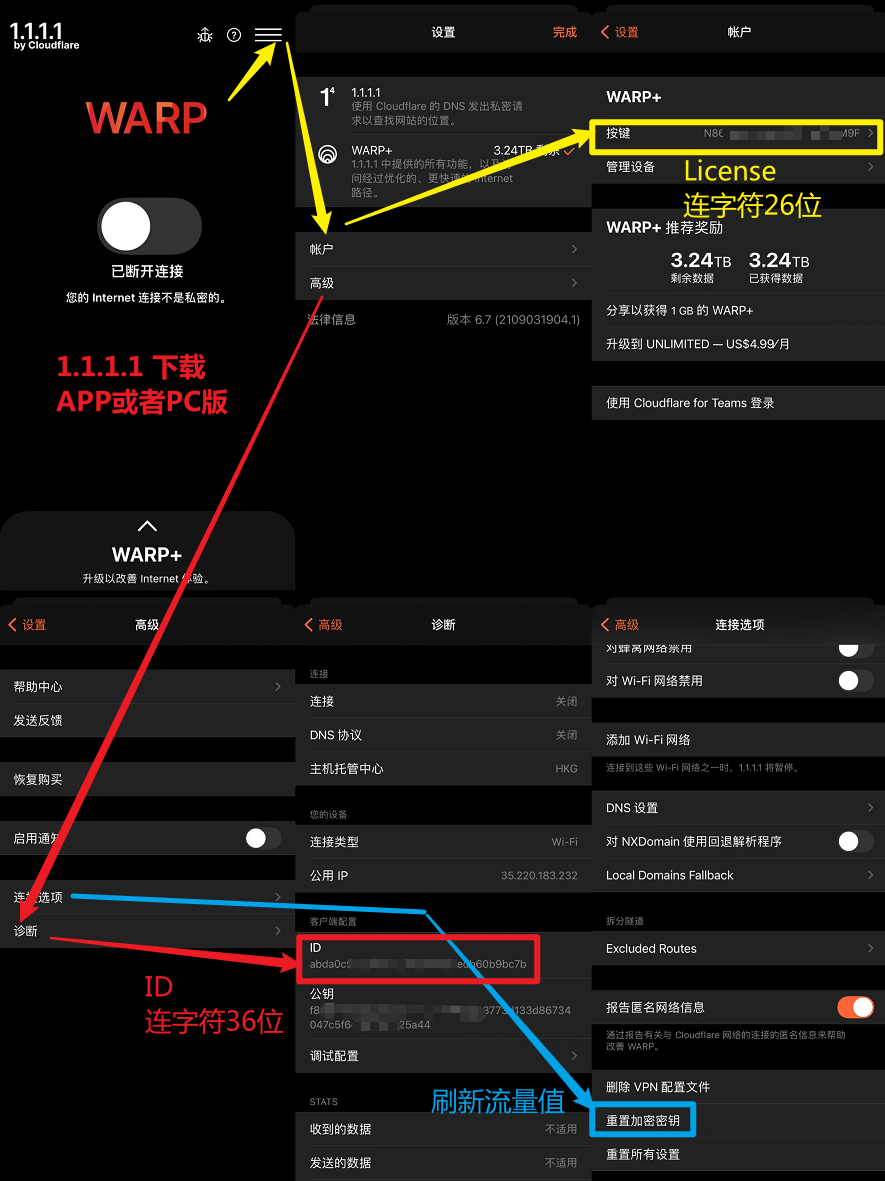 1.1.1.1
by Cloudflare
WARP
已断开连接
您的 Internet 连接不是私密的。
1.1.1.1 下载
APP或者PC版
WARP+
升级以改善 Internet 体验。
设置
完成
1.1.1.1
使用 Cloudflare 的 DNS 发出私密请
求以查找网站的位置。
WARP+
3.24TB 剩余
1.1.1.1 中提供的所有功能，以及
问经过优化的、更快速的 Internet
路径。
帐户
高级
法律信息
版本 6.7 (2109031904.1)
设置
帐户
WARP+
按键
N86
M9F
管理设备
License
连字符26位
WARP+ 推荐奖励
3.24TB
剩余数据
3.24TB
已获得数据
分享以获得 1 GB 的 WARP+
升级到 UNLIMITED — US$4.99/月
使用 Cloudflare for Teams 登录
设置
高级
帮助中心
发送反馈
恢复购买
启用通知
连接选项
诊断
ID
连字符36位
高级
诊断
连接
连接
关闭
DNS 协议
关闭
主机托管中心
HKG
您的设备
连接类型
Wi-Fi
公用 IP
35.220.183.232
客户端配置
ID
abda0c9
edb60b9bc7b
公钥
f8
3773d133d86734
047c5f6
25a44
调试配置
刷新流量值
STATS
收到的数据
不适用
发送的数据
不适用
高级
连接选项
对蜂窝网络禁用
对 Wi-Fi 网络禁用
添加 Wi-Fi 网络
连接到这些 Wi-Fi 网络之一时，1.1.1.1 将暂停。
DNS 设置
对 NXDomain 使用回退解析程序
Local Domains Fallback
拆分隧道
Excluded Routes
报告匿名网络信息
通过报告有关与 Cloudflare 网络的连接的匿名信息来帮助
改善 WARP。
删除 VPN 配置文件
重置加密密钥
重置所有设置